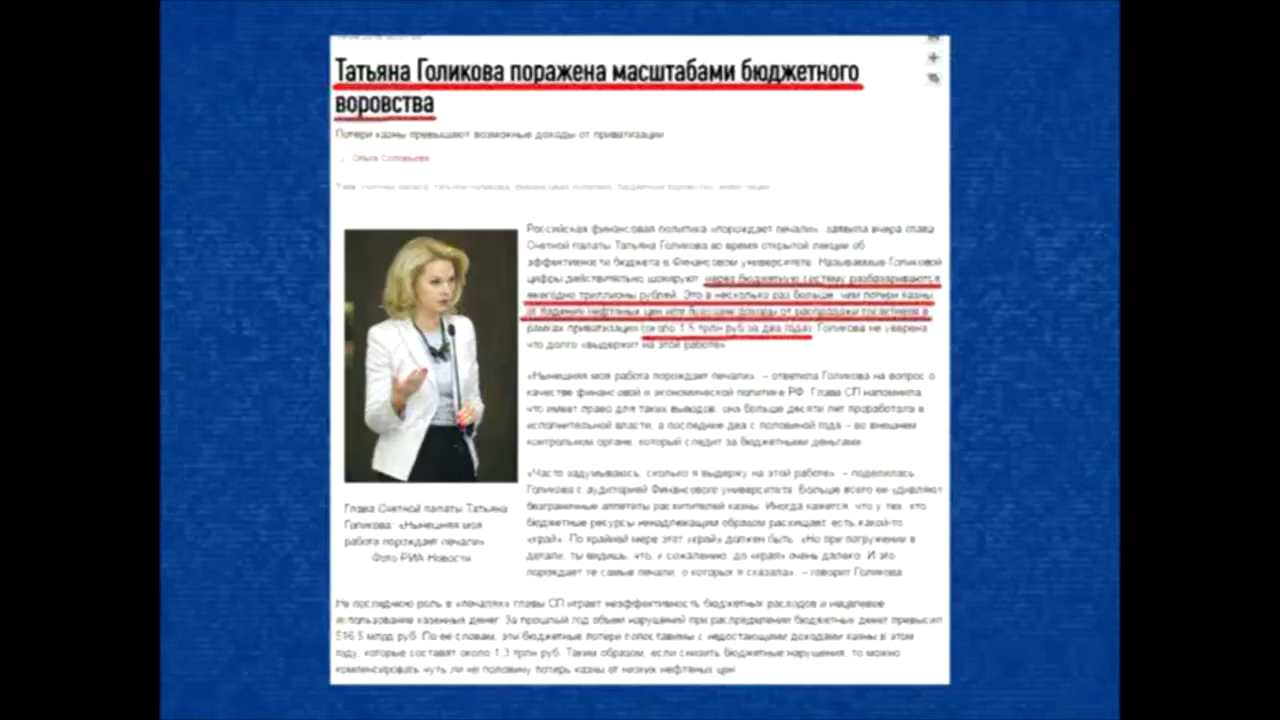 Татьяна Голикова поражена масштабами бюджетного
воровства
Потери казны превышают возможные доходы от приватизации
Ольга Соловьева
Российская финансовая политика «порождает печали», заявила вчера глава
Счетной палаты Татьяна Голикова во время открытой лекции об
эффективности бюджета в Финансовом университете. Называемые Голиковой
цифры действительно шокируют: через бюджетную систему разбазариваются
ежегодно триллионы рублей. Это в несколько раз больше, чем потери казны
от падения нефтяных цен или будущие доходы от распродажи госактивов в
рамках приватизации (около 1,5 трлн руб. за два года). Голикова не уверена,
что долго «выдержит на этой работе».
«Нынешняя моя работа порождает печали», – ответила Голикова на вопрос о
качестве финансовой и экономической политике РФ. Глава СП напомнила,
что имеет право для таких выводов: она больше десяти лет проработала в
исполнительной власти, а последние два с половиной года – во внешнем
контрольном органе, который следит за бюджетными деньгами.
«Часто задумываюсь, сколько я выдержу на этой работе», – поделилась
Голикова с аудиторией Финансового университета. Больше всего ее удивляют
безграничные аппетиты расхитителей казны. Иногда кажется, что у тех, кто
бюджетные ресурсы ненадлежащим образом расхищает, есть какой-то
«край». По крайней мере этот «край» должен быть. «Но при погружении в
детали, ты видишь, что, к сожалению, до «края» очень далеко. И это
порождает те самые печали, о которых я сказала», – говорит Голикова.
Глава Счетной палаты Татьяна
Голикова: «Нынешняя моя
работа порождает печали».
Фото РИА Новости
Не последнюю роль в «печалях» главы СП играет неэффективность бюджетных расходов и нецелевое
использование казенных денег. За прошлый год объем нарушений при распределении бюджетных денег превысил
516,5 млрд руб. По ее словам, эти бюджетные потери сопоставимы с недостающими доходами казны в этом
году, которые составят около 1,3 трлн руб. Таким образом, если снизить бюджетные нарушения, то можно
компенсировать чуть ли не половину потерь казны от низких нефтяных цен.